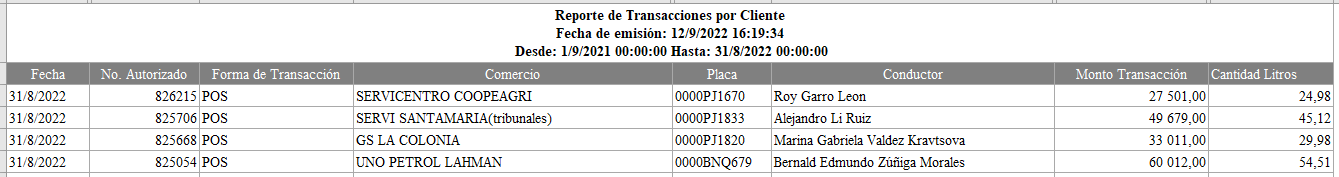 Reporte de Transacciones por Cliente
Fecha de emisión: 12/9/2022 16:19:34
Desde: 1/9/2021 00:00:00 Hasta: 31/8/2022 00:00:00
Fecha No. Autorizado Forma de Transacción Comercio Placa Conductor Monto Transacción Cantidad Litros
31/8/2022 826215 POS SERVICENTRO COOPEAGRI 0000PJ1670 Roy Garro Leon 27 501,00 24,98
31/8/2022 825706 POS SERVI SANTAMARIA(tribunales) 0000PJ1833 Alejandro Li Ruiz 49 679,00 45,12
31/8/2022 825668 POS GS LA COLONIA 0000PJ1820 Marina Gabriela Valdez Kravtsova 33 011,00 29,98
31/8/2022 825054 POS UNO PETROL LAHMAN 0000BNQ679 Bernald Edmundo Zúñiga Morales 60 012,00 54,51